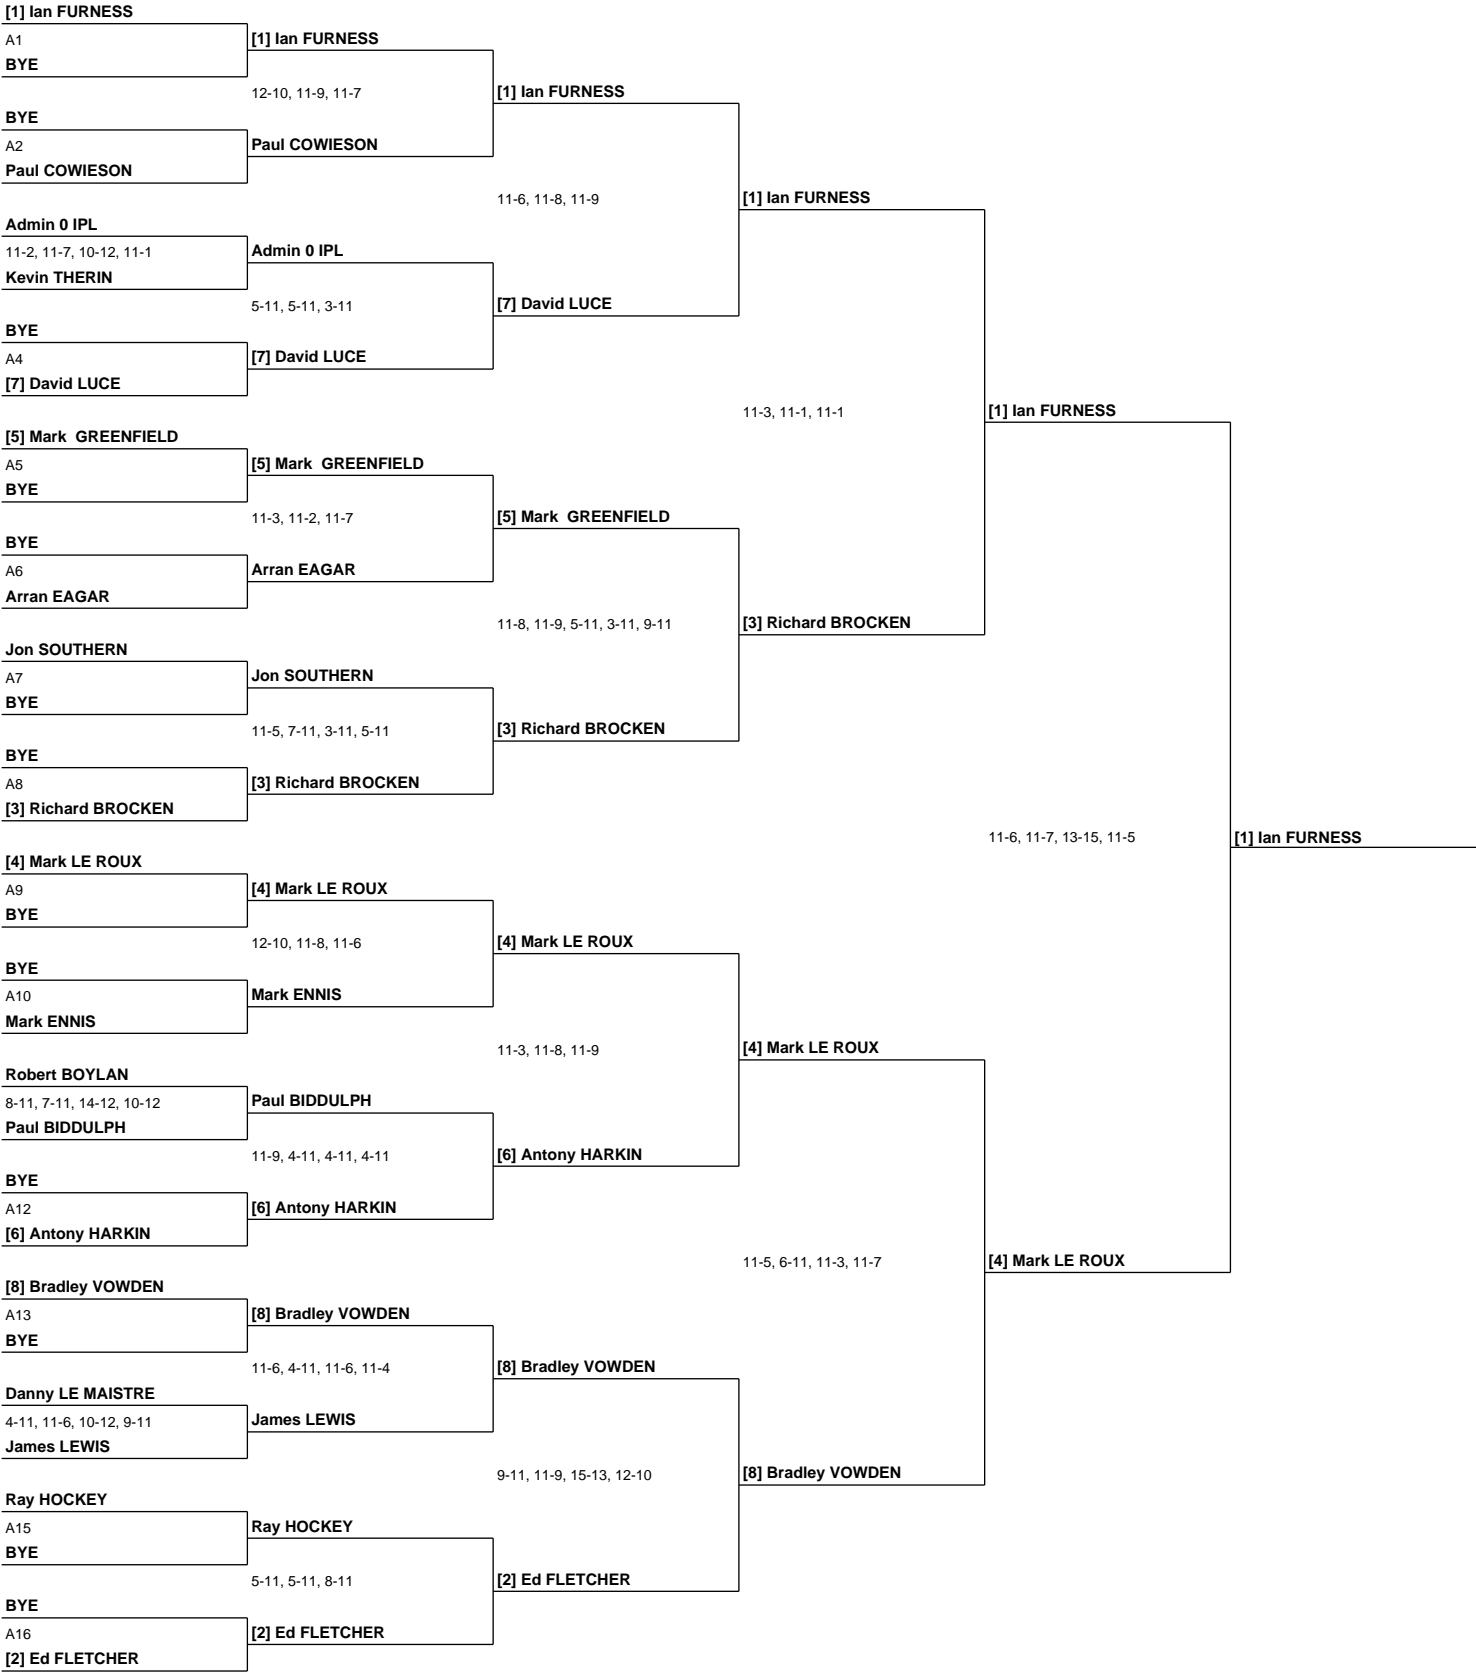 [1] Ian FURNESS
A1
BYE
BYE
A2
Paul COWIESON
Admin 0 IPL
11-2, 11-7, 10-12, 11-1
Kevin THERIN
BYE
A4
[7] David LUCE
[5] Mark  GREENFIELD
A5
BYE
BYE
A6
Arran EAGAR
Jon SOUTHERN
A7
BYE
BYE
A8
[3] Richard BROCKEN
[4] Mark LE ROUX
A9
BYE
BYE
A10
Mark ENNIS
Robert BOYLAN
8-11, 7-11, 14-12, 10-12
Paul BIDDULPH
BYE
A12
[6] Antony HARKIN
[8] Bradley VOWDEN
A13
BYE
Danny LE MAISTRE
4-11, 11-6, 10-12, 9-11
James LEWIS
Ray HOCKEY
A15
BYE
BYE
A16
[2] Ed FLETCHER
[1] Ian FURNESS
12-10, 11-9, 11-7
Paul COWIESON
Admin 0 IPL
5-11, 5-11, 3-11
[7] David LUCE
[5] Mark  GREENFIELD
11-3, 11-2, 11-7
Arran EAGAR
Jon SOUTHERN
11-5, 7-11, 3-11, 5-11
[3] Richard BROCKEN
[4] Mark LE ROUX
12-10, 11-8, 11-6
Mark ENNIS
Paul BIDDULPH
11-9, 4-11, 4-11, 4-11
[6] Antony HARKIN
[8] Bradley VOWDEN
11-6, 4-11, 11-6, 11-4
James LEWIS
Ray HOCKEY
5-11, 5-11, 8-11
[2] Ed FLETCHER
[1] Ian FURNESS
11-6, 11-8, 11-9
[7] David LUCE
[5] Mark  GREENFIELD
11-8, 11-9, 5-11, 3-11, 9-11
[3] Richard BROCKEN
[4] Mark LE ROUX
11-3, 11-8, 11-9
[6] Antony HARKIN
[8] Bradley VOWDEN
9-11, 11-9, 15-13, 12-10
[2] Ed FLETCHER
[1] Ian FURNESS
11-3, 11-1, 11-1
[3] Richard BROCKEN
[4] Mark LE ROUX
11-5, 6-11, 11-3, 11-7
[8] Bradley VOWDEN
[1] Ian FURNESS
11-6, 11-7, 13-15, 11-5
[4] Mark LE ROUX
[1] Ian FURNESS